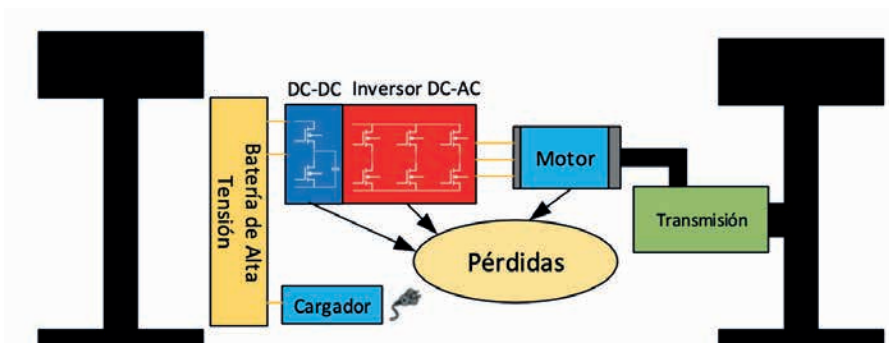 DC-DC
Inversor DC-AC
Batería de Alta
Tensión
Motor
Transmisión
Pérdidas
Cargador